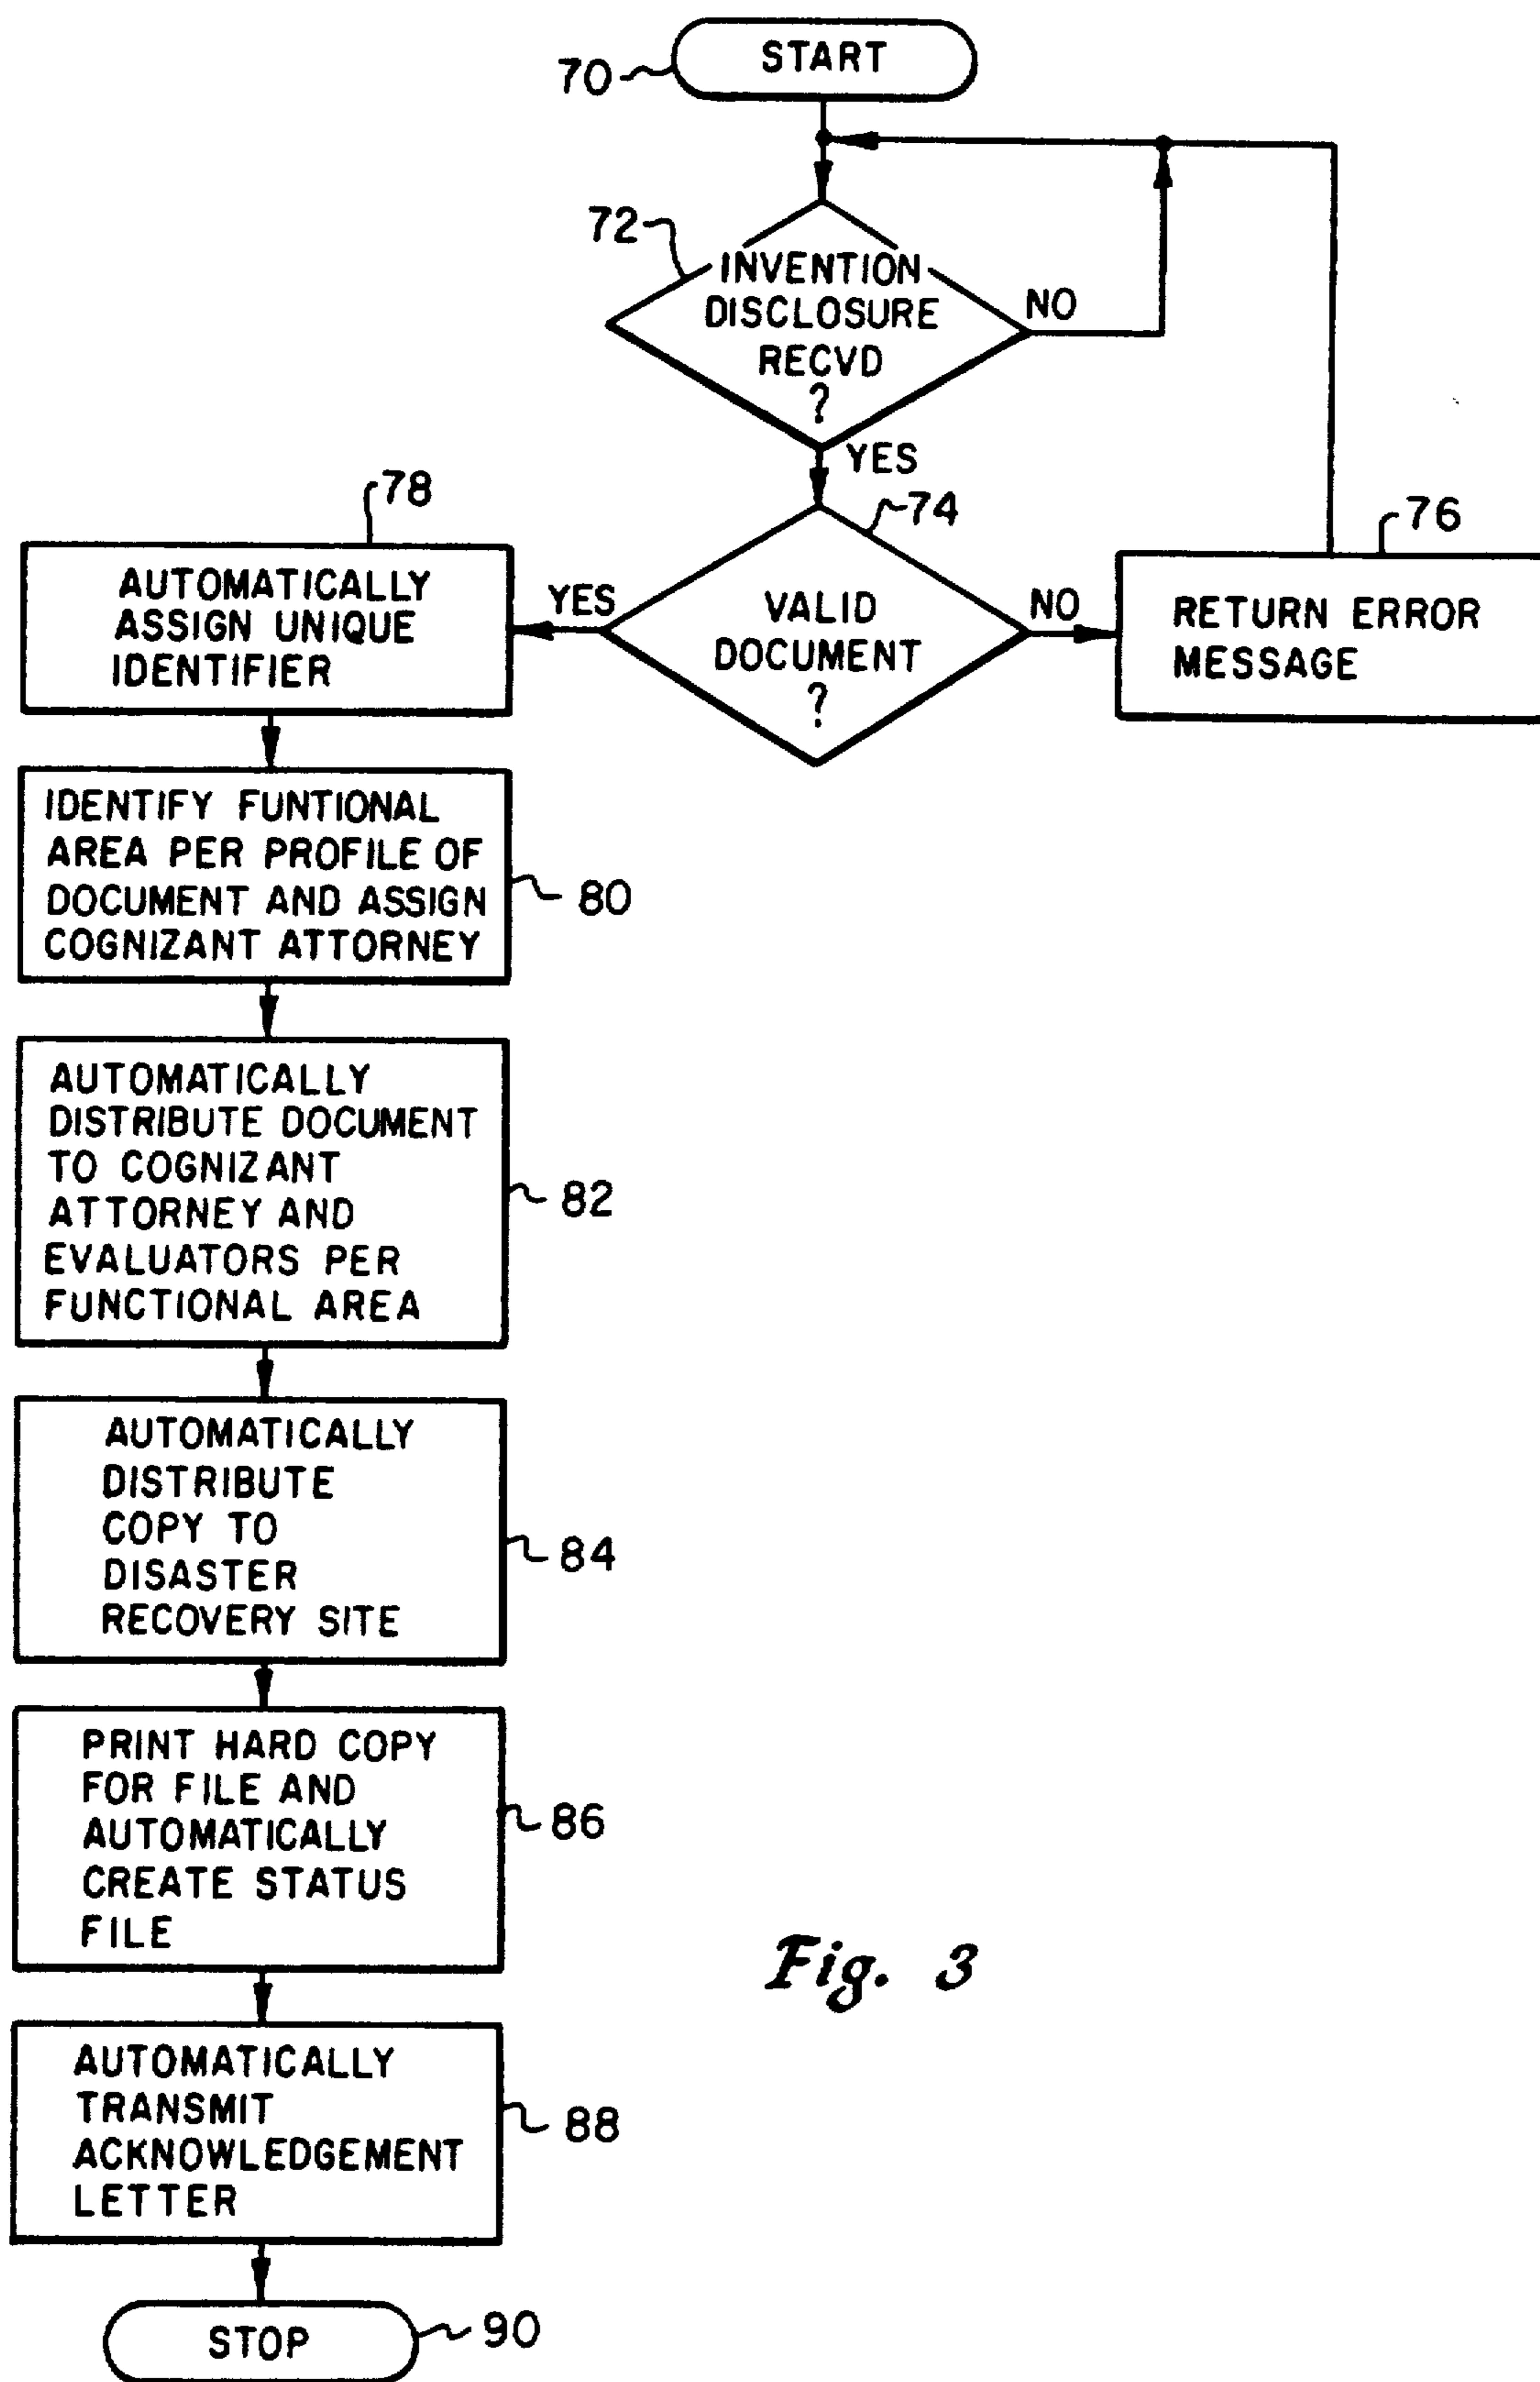 START
70
72
INVENTION
DISCLOSURE
RECVD
?
NO
YES
74
VALID
DOCUMENT
?
NO
76
RETURN ERROR
MESSAGE
YES
78
AUTOMATICALLY
ASSIGN UNIQUE
IDENTIFIER
IDENTIFY FUNTIONAL
AREA PER PROFILE OF
DOCUMENT AND ASSIGN
COGNIZANT ATTORNEY
80
AUTOMATICALLY
DISTRIBUTE DOCUMENT
TO COGNIZANT
ATTORNEY AND
EVALUATORS PER
FUNCTIONAL AREA
82
AUTOMATICALLY
DISTRIBUTE
COPY TO
DISASTER
RECOVERY SITE
84
PRINT HARD COPY
FOR FILE AND
AUTOMATICALLY
CREATE STATUS
FILE
86
AUTOMATICALLY
TRANSMIT
ACKNOWLEDGEMENT
LETTER
88
STOP
90
Fig. 3